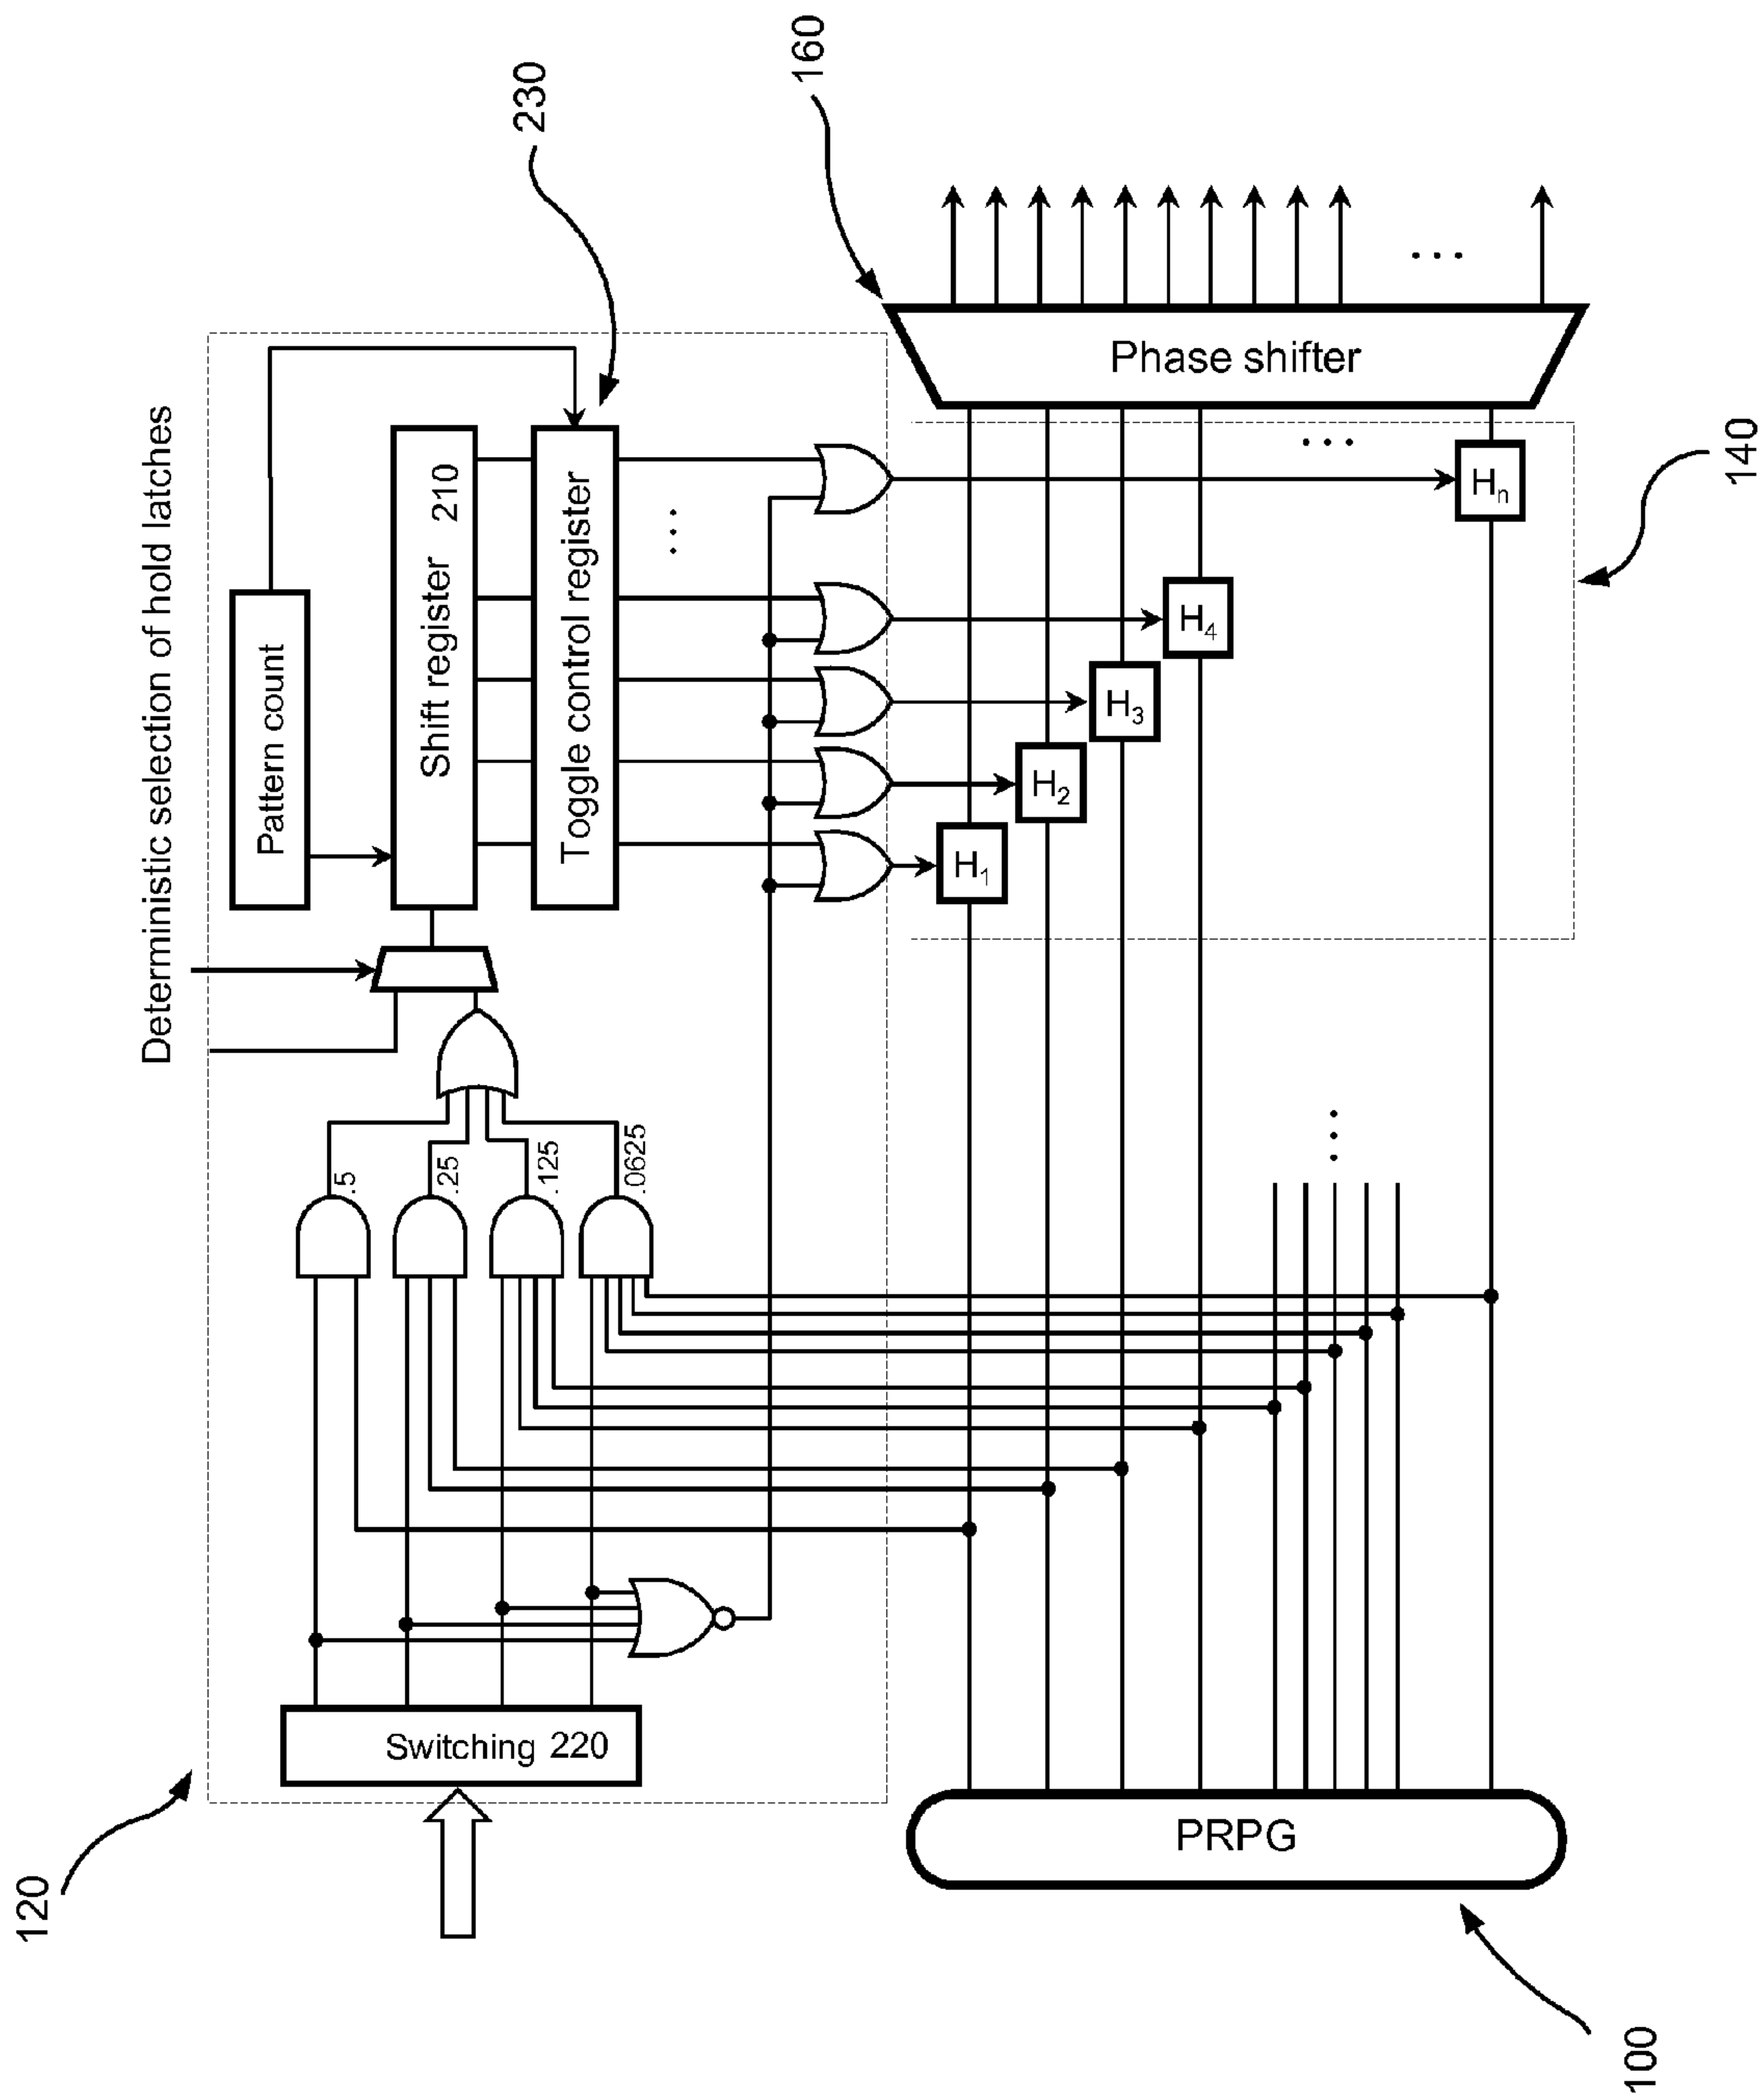 120
Deterministic selection of hold latches
Pattern count
230
Switching 220
.5
.25
.125
.0625
Shift register 210
Toggle control register
...
160
H1
H2
H3
H4
...
Hn
Phase shifter
...
PRPG
...
100
140